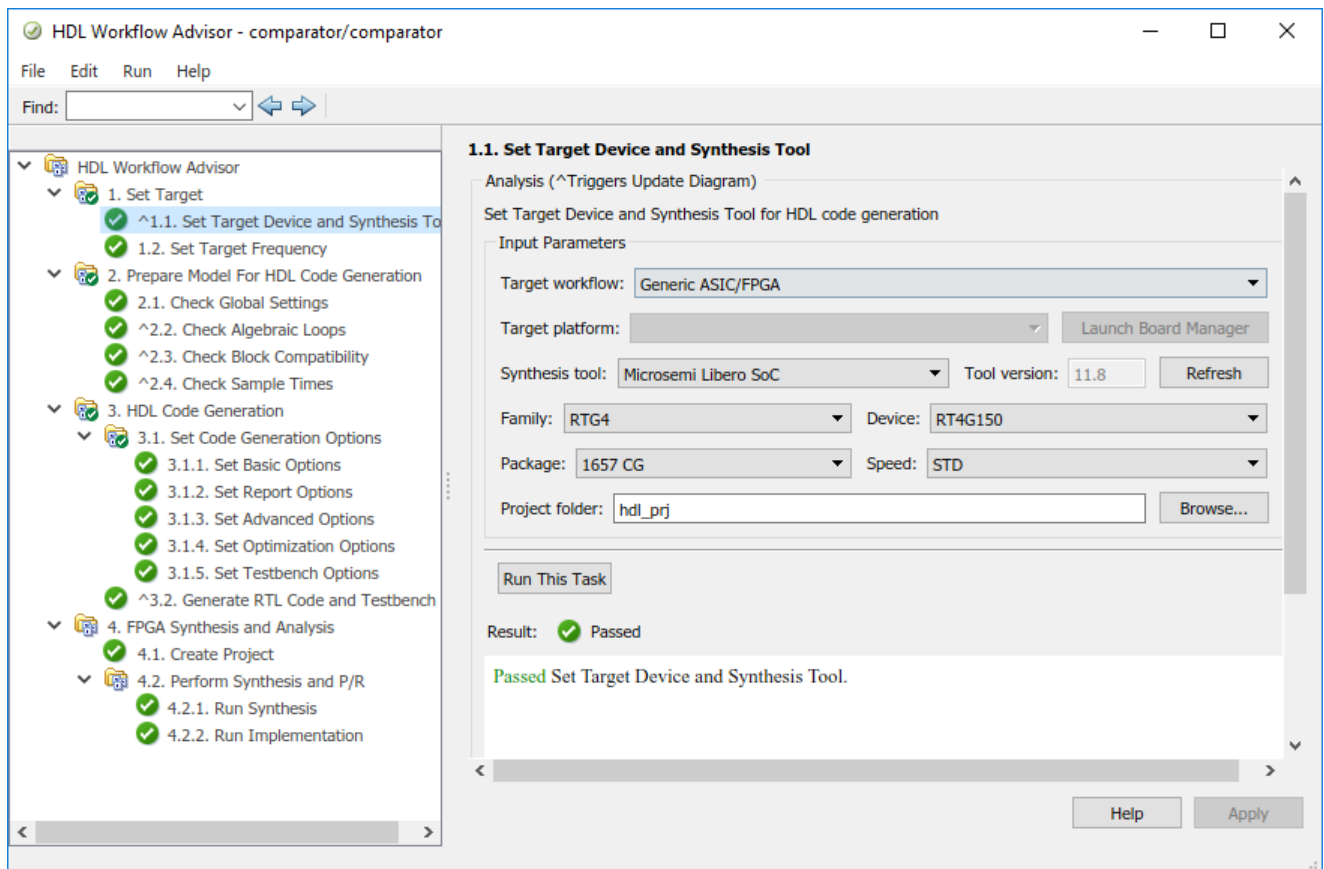 HDL Workflow Advisor - comparator/comparator
File Edit Run Help
Find:
HDL Workflow Advisor
1. Set Target
^1.1. Set Target Device and Synthesis To
1.2. Set Target Frequency
2. Prepare Model For HDL Code Generation
2.1. Check Global Settings
^2.2. Check Algebraic Loops
^2.3. Check Block Compatibility
^2.4. Check Sample Times
3. HDL Code Generation
3.1. Set Code Generation Options
3.1.1. Set Basic Options
3.1.2. Set Report Options
3.1.3. Set Advanced Options
3.1.4. Set Optimization Options
3.1.5. Set Testbench Options
^3.2. Generate RTL Code and Testbench
4. FPGA Synthesis and Analysis
4.1. Create Project
4.2. Perform Synthesis and P/R
4.2.1. Run Synthesis
4.2.2. Run Implementation
1.1. Set Target Device and Synthesis Tool
Analysis (^Triggers Update Diagram)
Set Target Device and Synthesis Tool for HDL code generation
Input Parameters
Target workflow: Generic ASIC/FPGA
Target platform: Launch Board Manager
Synthesis tool: Microsemi Libero SoC Tool version: 11.8 Refresh
Family: RTG4 Device: RT4G150
Package: 1657 CG Speed: STD
Project folder: hdl_prj Browse...
Run This Task
Result: Passed
Passed Set Target Device and Synthesis Tool.
Help Apply